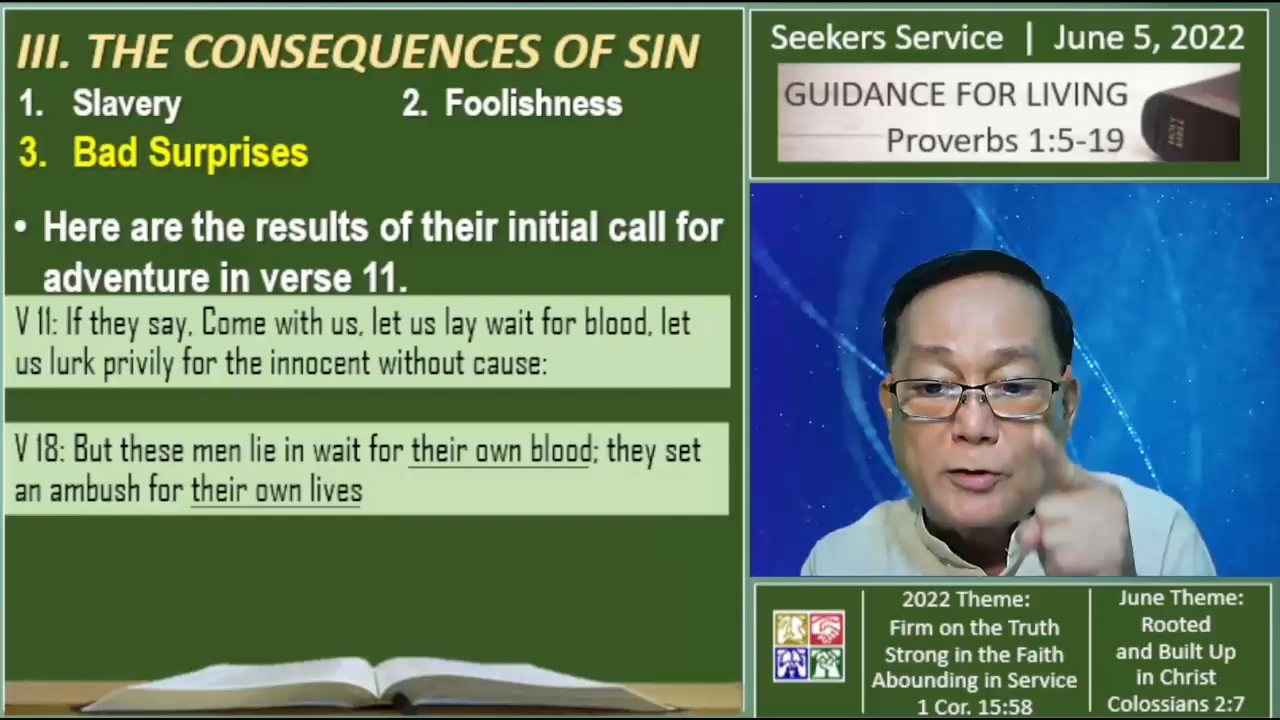 III. THE CONSEQUENCES OF SIN
1. Slavery 2. Foolishness
3. Bad Surprises
• Here are the results of their initial call for
adventure in verse 11.
V 11: If they say, Come with us, let us lay wait for blood, let
us lurk privily for the innocent without cause:
V 18: But these men lie in wait for their own blood; they set
an ambush for their own lives
Seekers Service | June 5, 2022
GUIDANCE FOR LIVING
Proverbs 1:5-19
2022 Theme:
Firm on the Truth
Strong in the Faith
Abounding in Service
1 Cor. 15:58
June Theme:
Rooted
and Built Up
in Christ
Colossians 2:7